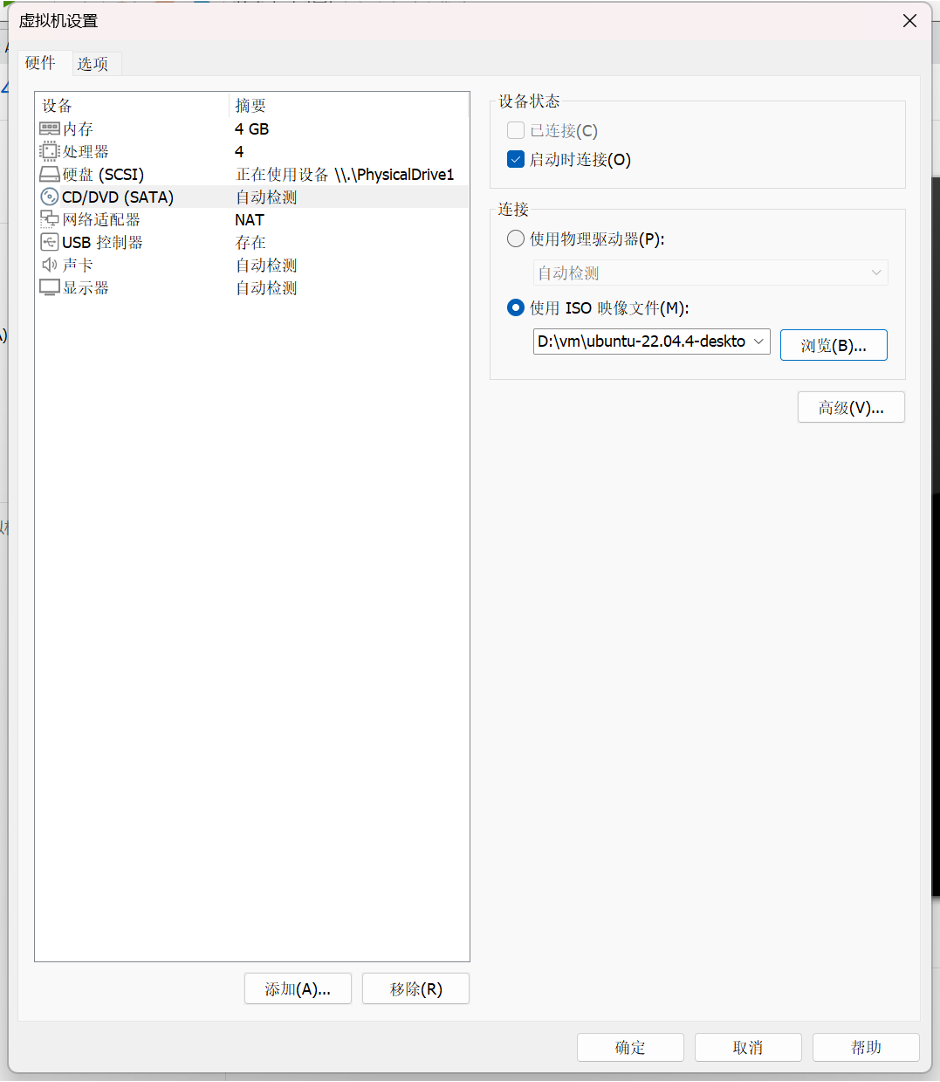 虚拟机设置
硬件 选项
设备 摘要
内存 4 GB
处理器 4
硬盘 (SCSI) 正在使用设备 \\.\PhysicalDrive1
CD/DVD (SATA) 自动检测
网络适配器 NAT
USB 控制器 存在
声卡 自动检测
显示器 自动检测
添加(A)... 移除(R)
设备状态
已连接(C)
启动时连接(O)
连接
使用物理驱动器(P):
自动检测
使用 ISO 映像文件(M):
D:\vm\ubuntu-22.04.4-deskto 浏览(B)...
高级(V)...
确定 取消 帮助